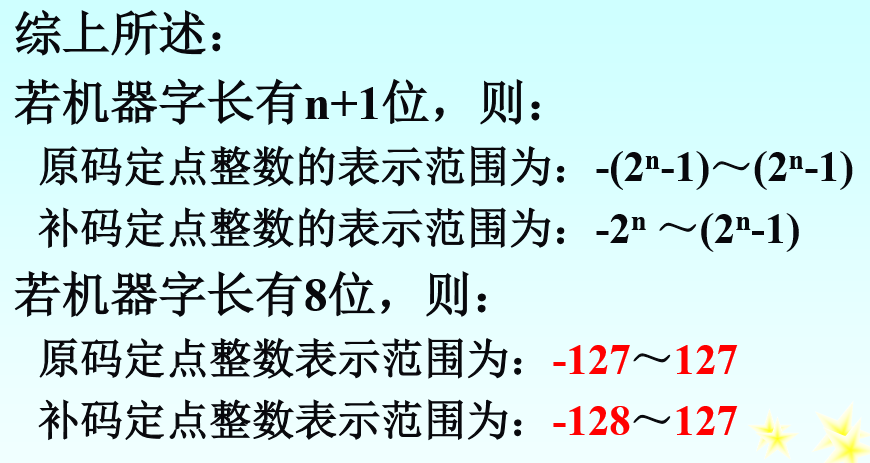 综上所述：
若机器字长有n+1位，则：
原码定点整数的表示范围为：-(2ⁿ-1)～(2ⁿ-1)
补码定点整数的表示范围为：-2ⁿ ～(2ⁿ-1)
若机器字长有8位，则：
原码定点整数表示范围为：-127～127
补码定点整数表示范围为：-128～127